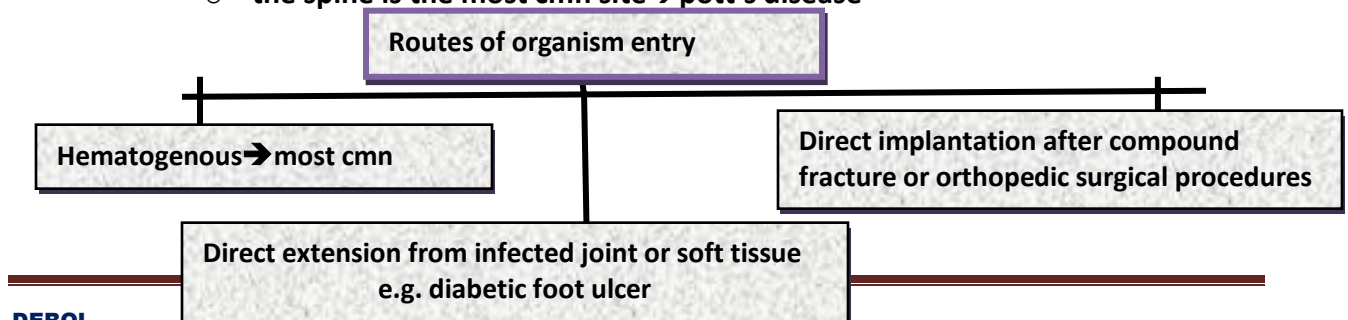 the spine is the most cmn site→pott's disease
Routes of organism entry
Hematogenous➔most cmn
Direct implantation after compound
fracture or orthopedic surgical procedures
Direct extension from infected joint or soft tissue
e.g. diabetic foot ulcer